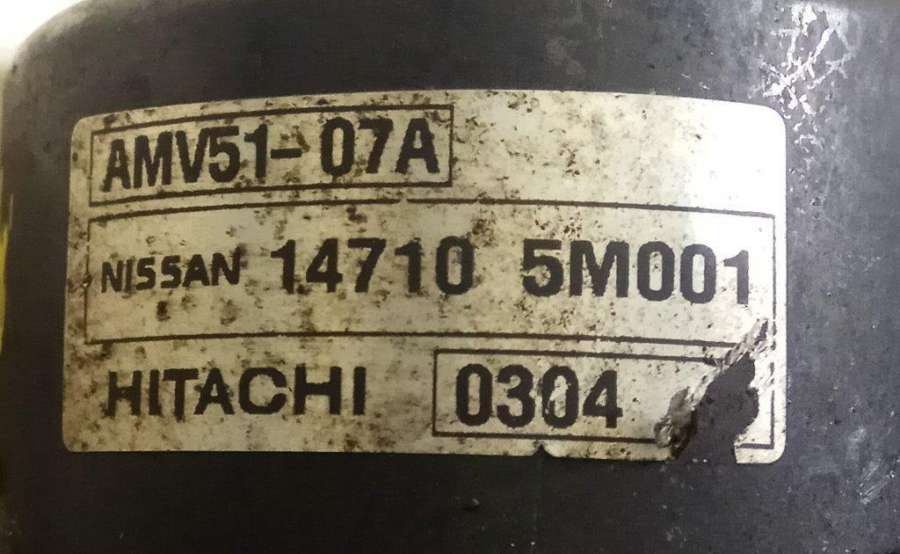 AMV51-07A
NISSAN 14710 5M001
HITACHI 0304